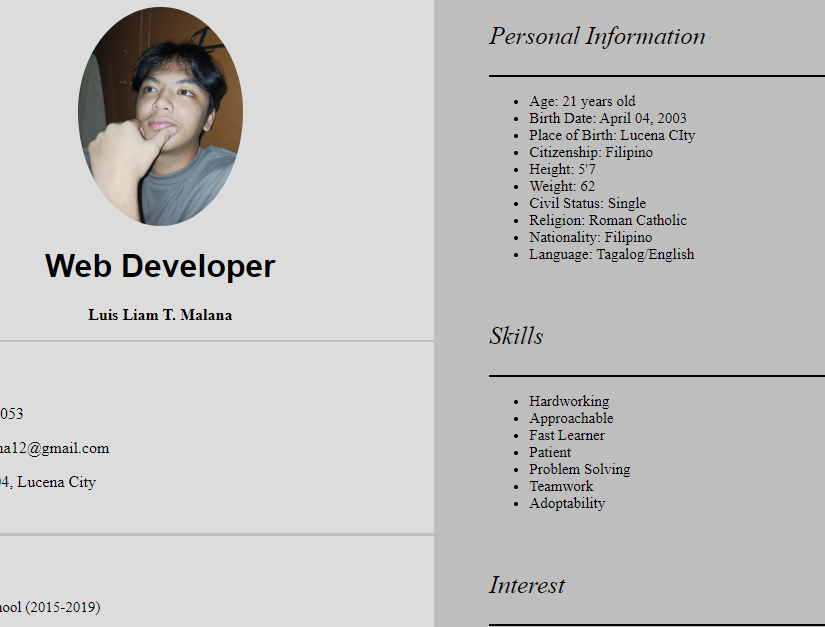 Web Developer
Luis Liam T. Malana
053
na12@gmail.com
04, Lucena City
(2015-2019)
Personal Information
Age: 21 years old
Birth Date: April 04, 2003
Place of Birth: Lucena CIty
Citizenship: Filipino
Height: 5'7
Weight: 62
Civil Status: Single
Religion: Roman Catholic
Nationality: Filipino
Language: Tagalog/English
Skills
Hardworking
Approachable
Fast Learner
Patient
Problem Solving
Teamwork
Adoptability
Interest